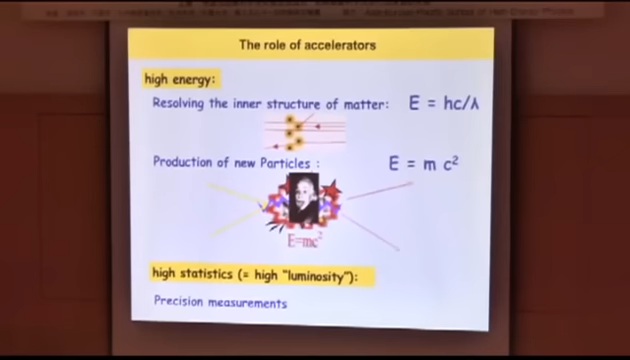 The role of accelerators
high energy:
Resolving the inner structure of matter: E = hc/λ
Production of new Particles : E = m c²
E=mc²
high statistics (= high "luminosity"):
Precision measurements